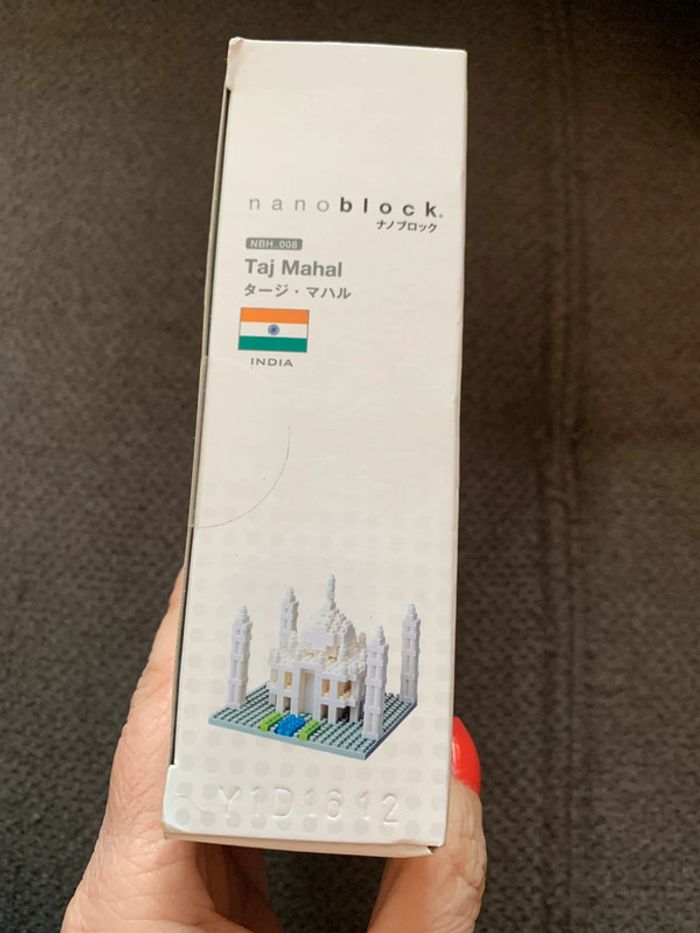 nanoblock®
ナノブロック
NBH_008
Taj Mahal
タージ・マハル
INDIA
Y1D1612